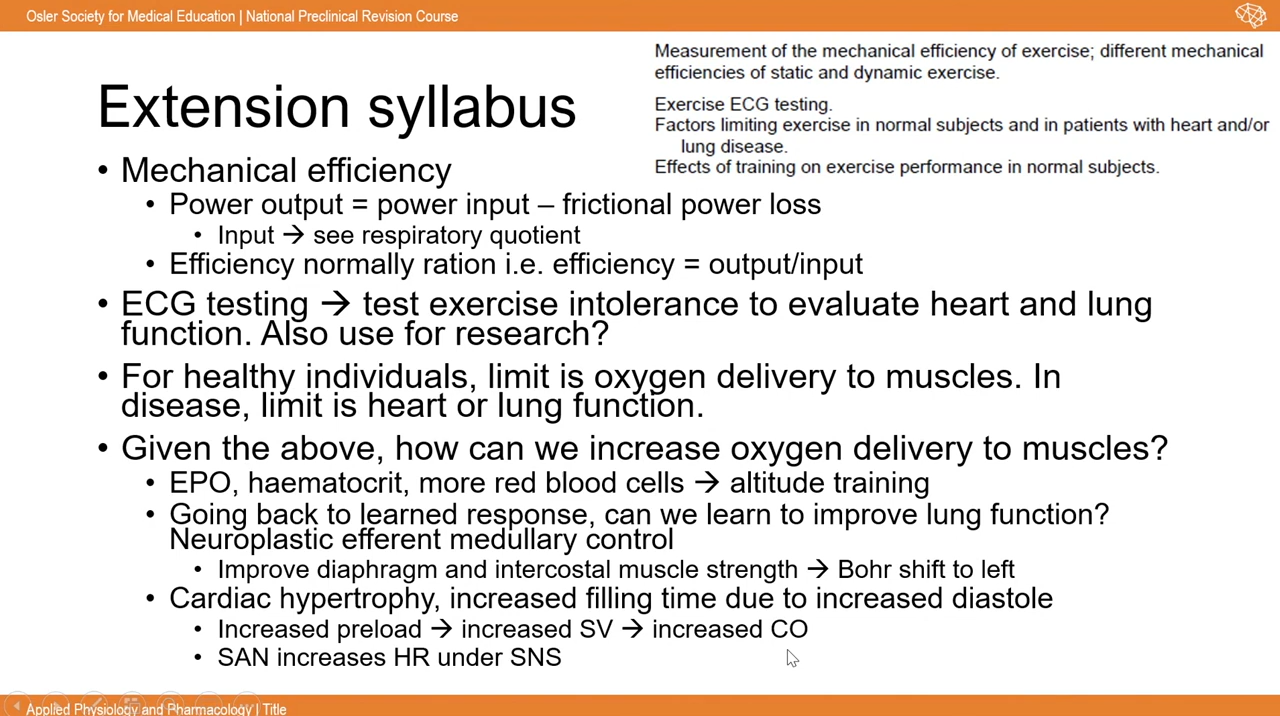 Osler Society for Medical Education | National Preclinical Revision Course
Measurement of the mechanical efficiency of exercise; different mechanical
efficiencies of static and dynamic exercise.
Exercise ECG testing.
Factors limiting exercise in normal subjects and in patients with heart and/or
lung disease.
Effects of training on exercise performance in normal subjects.
Extension syllabus
• Mechanical efficiency
• Power output = power input – frictional power loss
• Input → see respiratory quotient
• Efficiency normally ration i.e. efficiency = output/input
• ECG testing → test exercise intolerance to evaluate heart and lung
function. Also use for research?
• For healthy individuals, limit is oxygen delivery to muscles. In
disease, limit is heart or lung function.
• Given the above, how can we increase oxygen delivery to muscles?
• EPO, haematocrit, more red blood cells → altitude training
• Going back to learned response, can we learn to improve lung function?
Neuroplastic efferent medullary control
• Improve diaphragm and intercostal muscle strength → Bohr shift to left
• Cardiac hypertrophy, increased filling time due to increased diastole
• Increased preload → increased SV → increased CO
• SAN increases HR under SNS
Applied Physiology and Pharmacology | Title